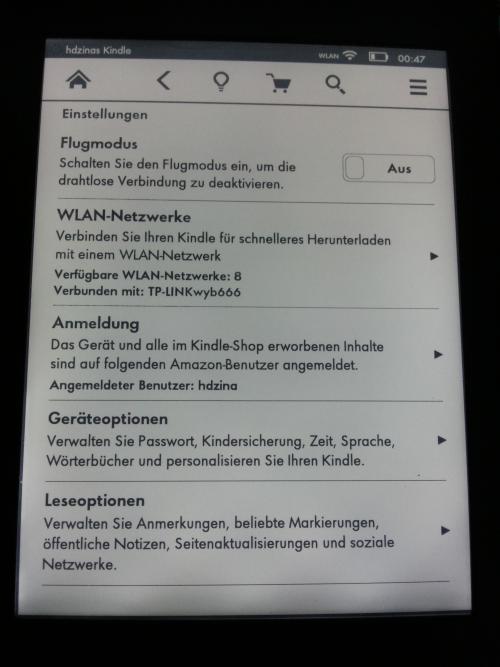 hdzinas Kindle
WLAN
00:47
Einstellungen
Flugmodus
Schalten Sie den Flugmodus ein, um die
drahtlose Verbindung zu deaktivieren.
Aus
WLAN-Netzwerke
Verbinden Sie Ihren Kindle für schnelleres Herunterladen
mit einem WLAN-Netzwerk
Verfügbare WLAN-Netzwerke: 8
Verbunden mit: TP-LINKwyb666
Anmeldung
Das Gerät und alle im Kindle-Shop erworbenen Inhalte
sind auf folgenden Amazon-Benutzer angemeldet.
Angemeldeter Benutzer: hdzina
Geräteoptionen
Verwalten Sie Passwort, Kindersicherung, Zeit, Sprache,
Wörterbücher und personalisieren Sie Ihren Kindle.
Leseoptionen
Verwalten Sie Anmerkungen, beliebte Markierungen,
öffentliche Notizen, Seitenaktualisierungen und soziale
Netzwerke.